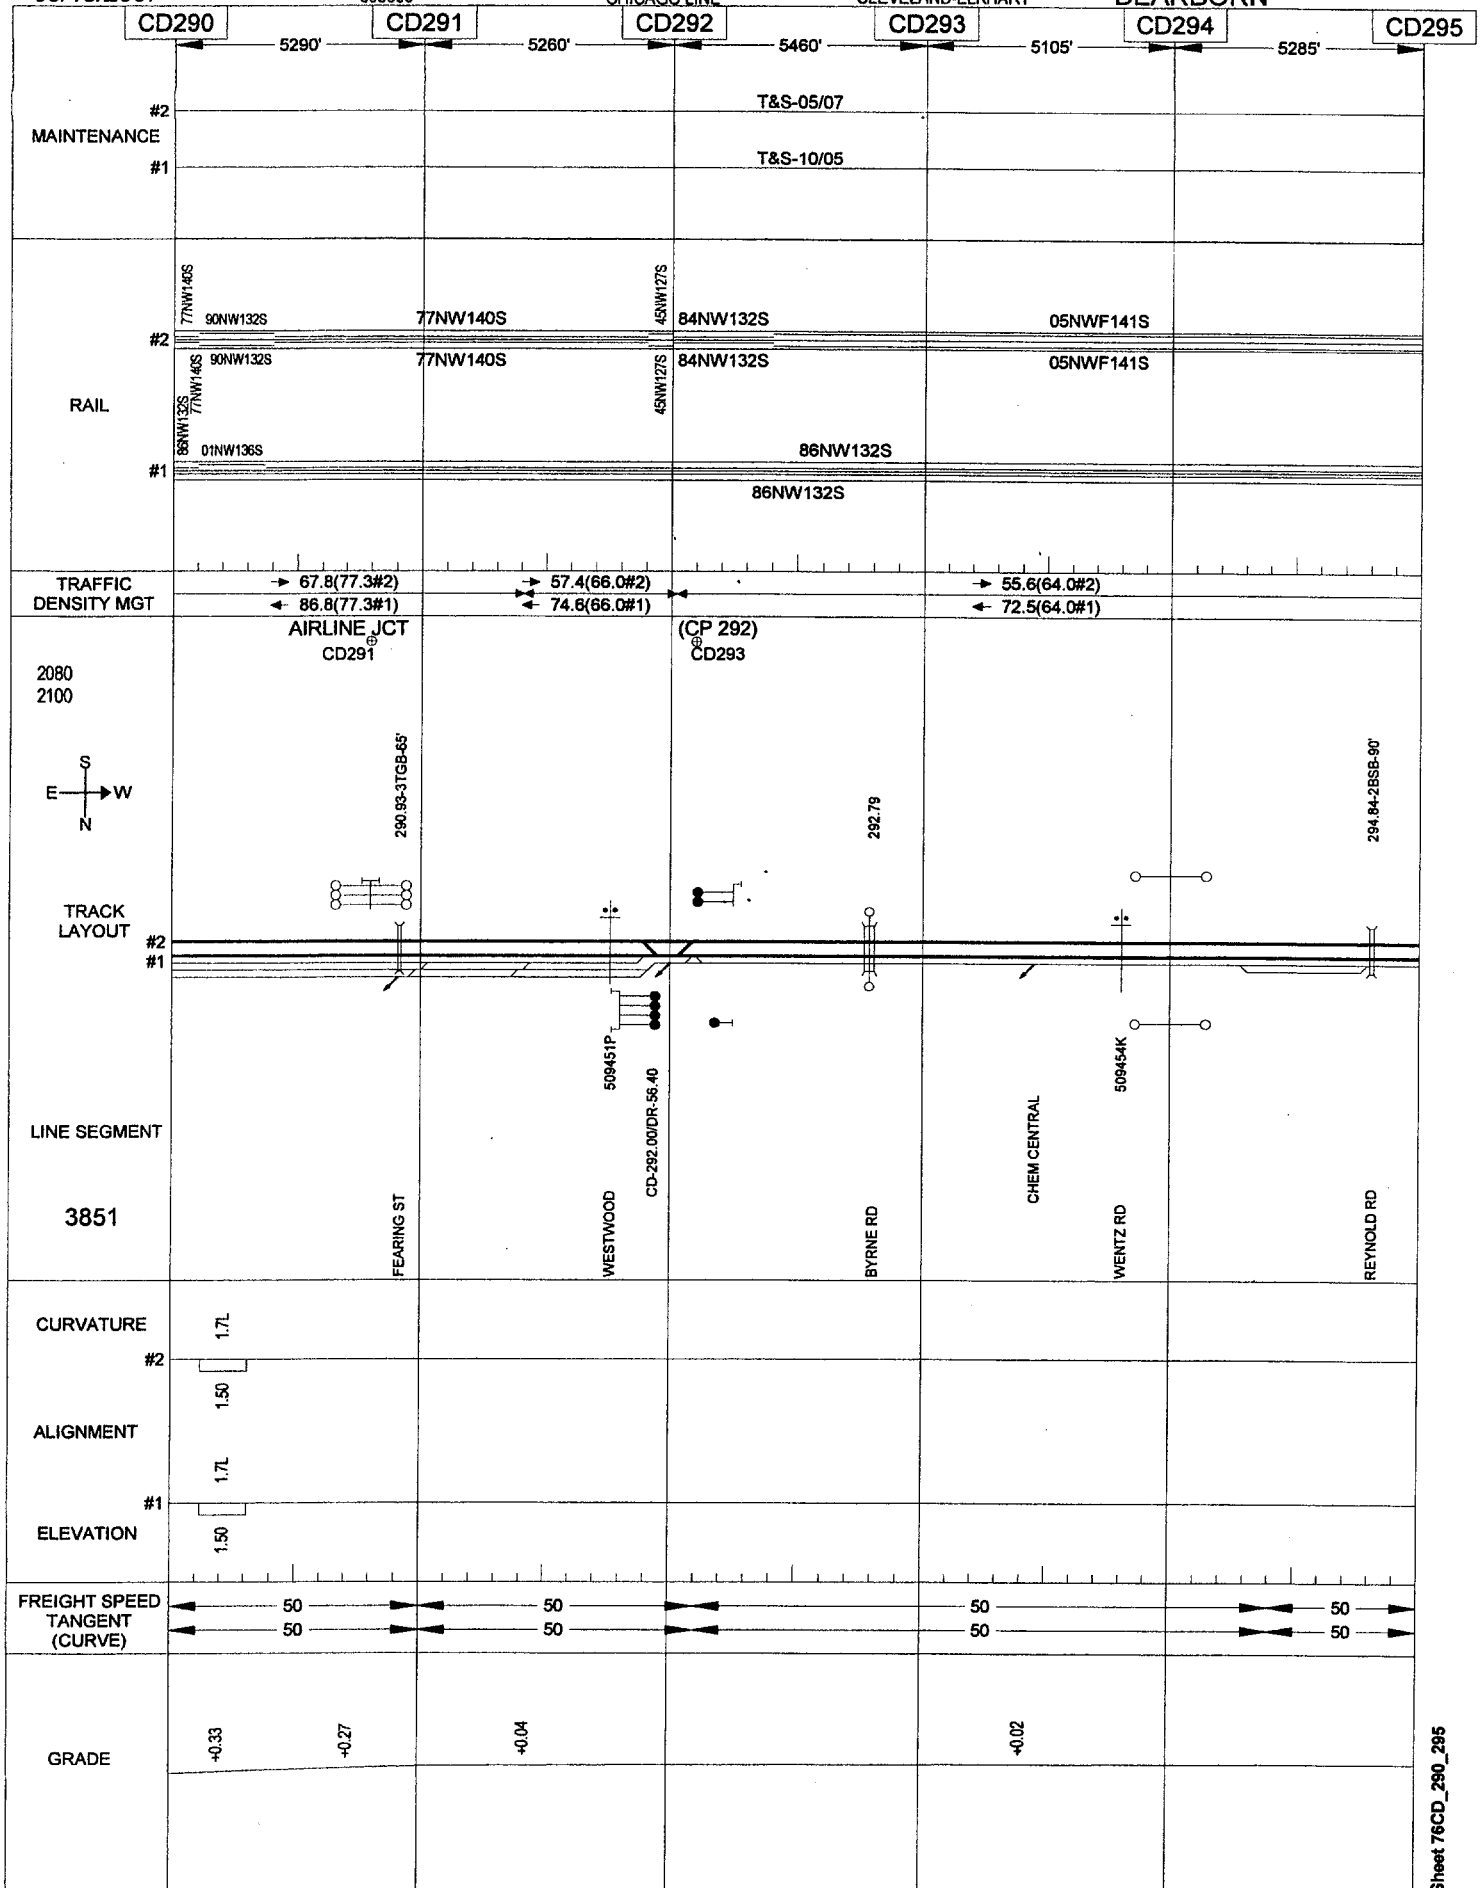 CHICAGO LINE
CLEVELAND-ELKHART
DEARBORN
CD290 CD291 CD292 CD293 CD294 CD295
5290' 5260' 5460' 5105' 5285'
#2 T&S-05/07
MAINTENANCE
#1 T&S-10/05
77NW140S 90NW132S 77NW140S 45NW127S 84NW132S 05NWF141S
#2
77NW140S 90NW132S 77NW140S 45NW127S 84NW132S 05NWF141S
RAIL
86NW132S 01NW136S 86NW132S
#1
86NW132S
TRAFFIC DENSITY MGT
67.8(77.3#2) 57.4(66.0#2) 55.6(64.0#2)
86.8(77.3#1) 74.6(66.0#1) 72.5(64.0#1)
AIRLINE JCT (CP 292)
CD291 CD293
2080
2100
S
E W
N
290.93-3TGB-65' 292.79 294.84-2BSB-90'
TRACK
LAYOUT
#2
#1
509451P CD-292.00/DR-56.40 509454K
CHEM CENTRAL
LINE SEGMENT
3851
FEARING ST WESTWOOD BYRNE RD WENTZ RD REYNOLD RD
CURVATURE 1.7L
#2
1.50
ALIGNMENT
1.7L
#1
ELEVATION 1.50
FREIGHT SPEED
TANGENT
(CURVE)
50 50 50 50
50 50 50 50
GRADE +0.33 +0.27 +0.04 +0.02
Sheet 76CD_290_295